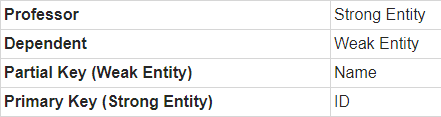 Professor Strong Entity
Dependent Weak Entity
Partial Key (Weak Entity) Name
Primary Key (Strong Entity) ID